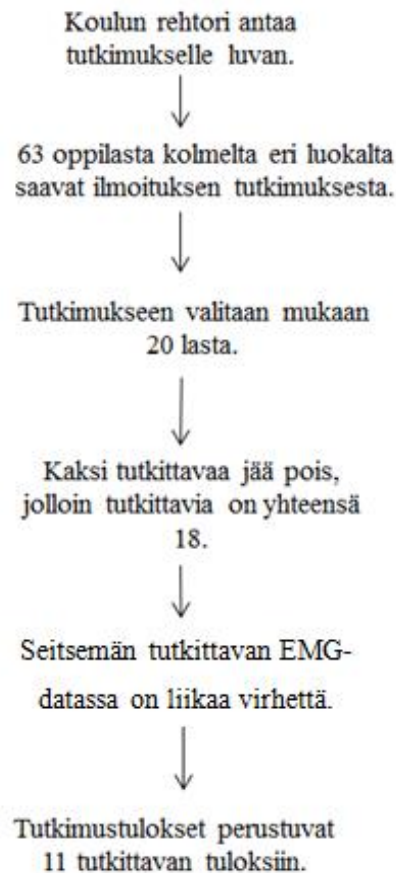 Koulun rehtori antaa
tutkimukselle luvan.
63 oppilasta kolmelta eri luokalta
saavat ilmoituksen tutkimuksesta.
Tutkimukseen valitaan mukaan
20 lasta.
Kaksi tutkittavaa jää pois,
jolloin tutkittavia on yhteensä
18.
Seitsemän tutkittavan EMG-
datassa on liikaa virhettä.
Tutkimustulokset perustuvat
11 tutkittavan tuloksiin.